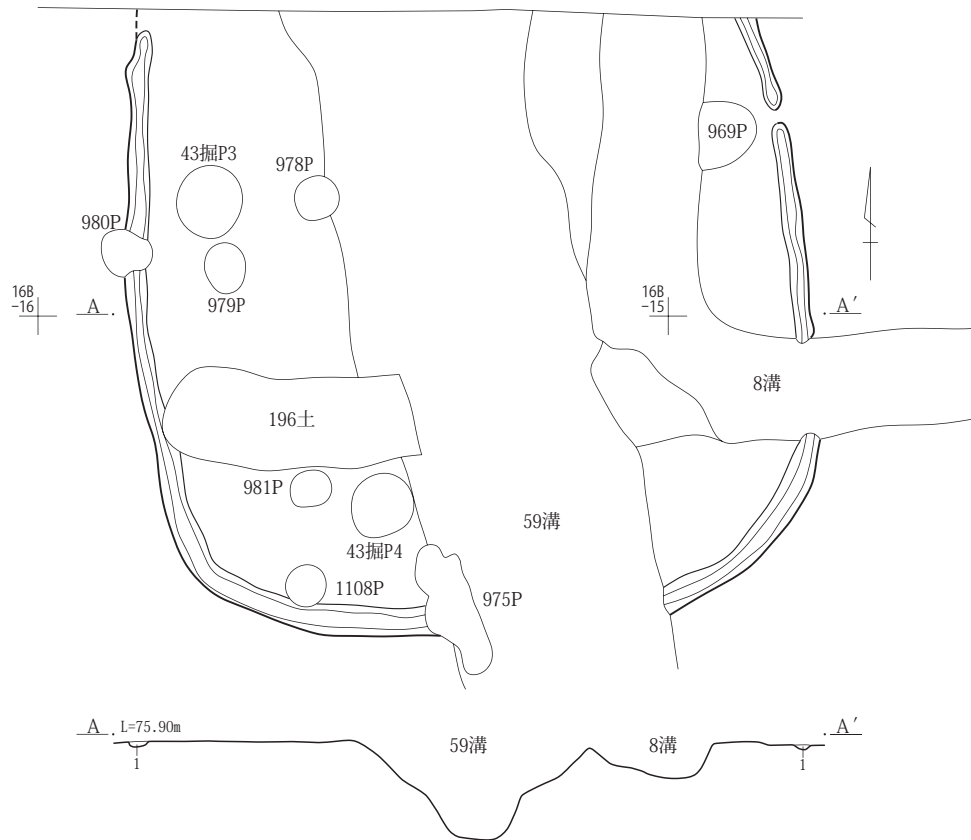 969P
43掘P3
978P
980P
979P
16B
-16
A .
16B
-15
. A′
8溝
196土
981P
59溝
43掘P4
1108P
975P
A . L=75.90m
. A′
59溝
8溝
1
1